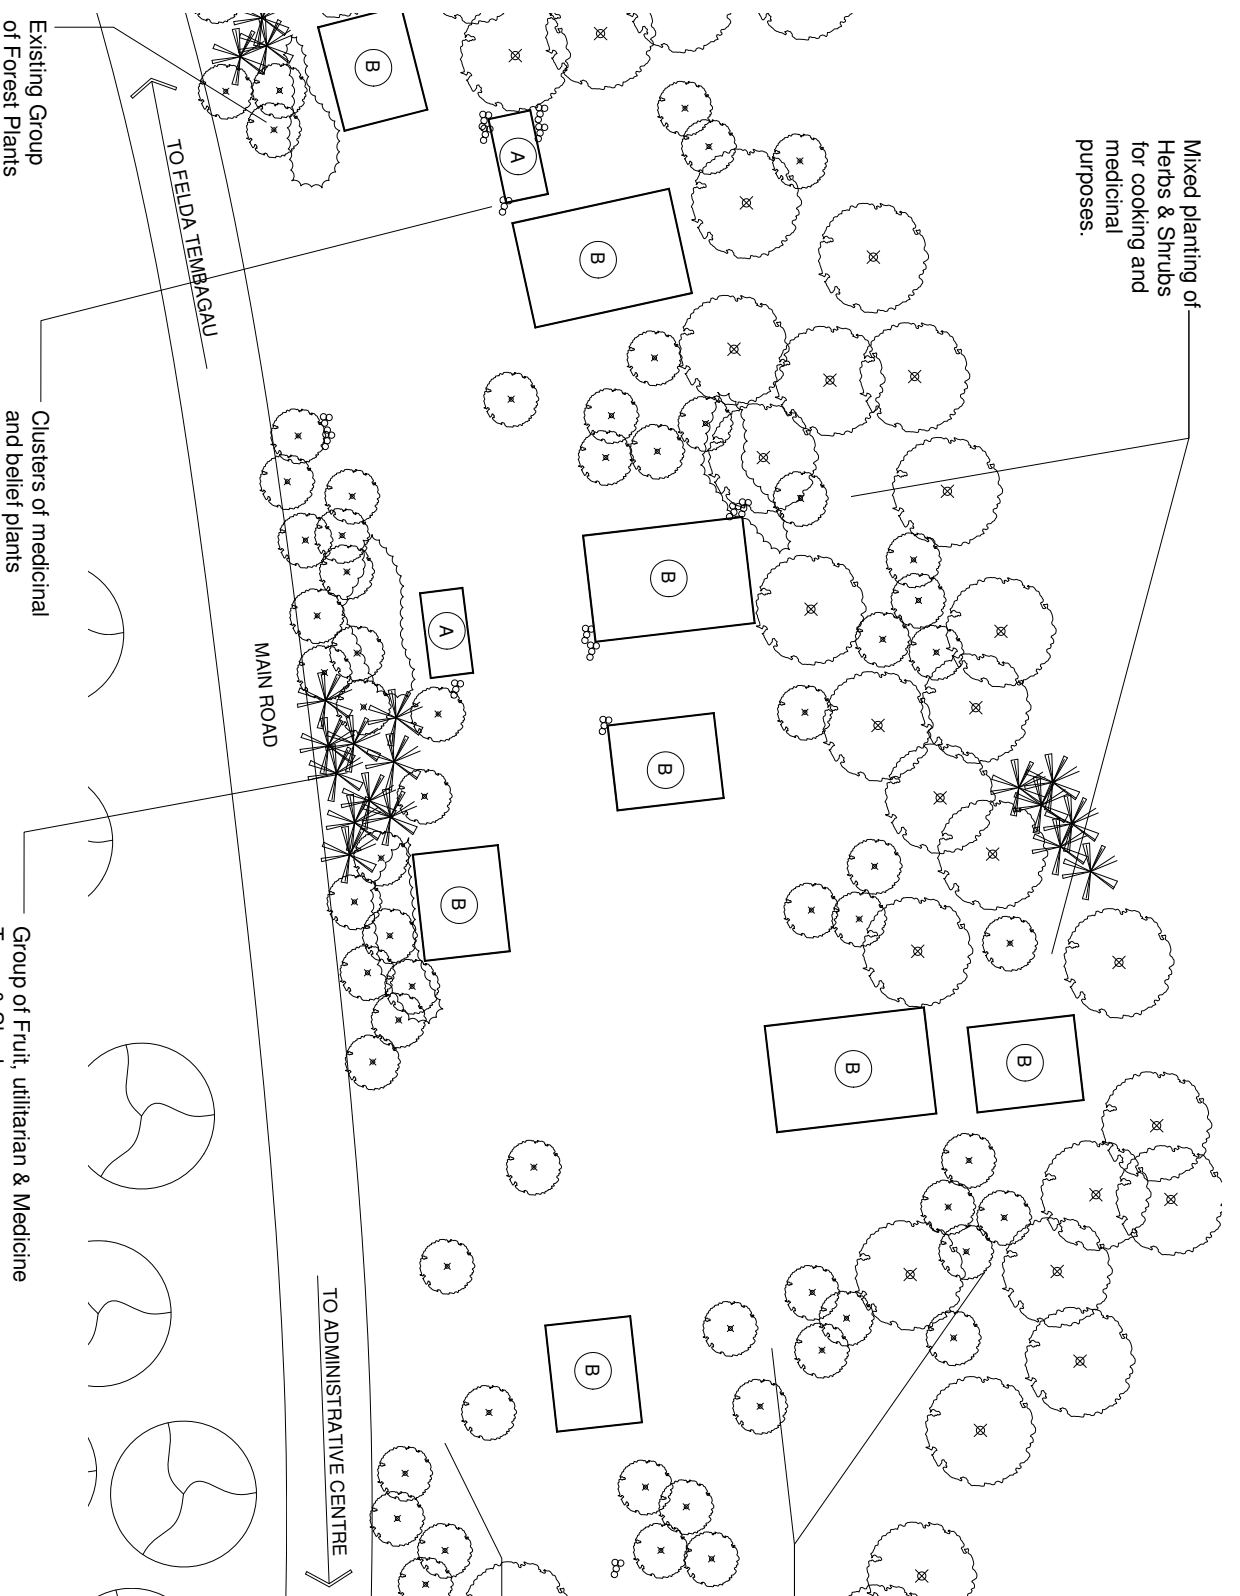 Mixed planting of
Herbs & Shrubs
for cooking and
medicinal
purposes.
Existing Group
of Forest Plants
TO FELDA TEMBAGAU
Clusters of medicinal
and belief plants
MAIN ROAD
Group of Fruit, utilitarian & Medicine
TO ADMINISTRATIVE CENTRE
B
A
B
B
A
B
B
B
B
B